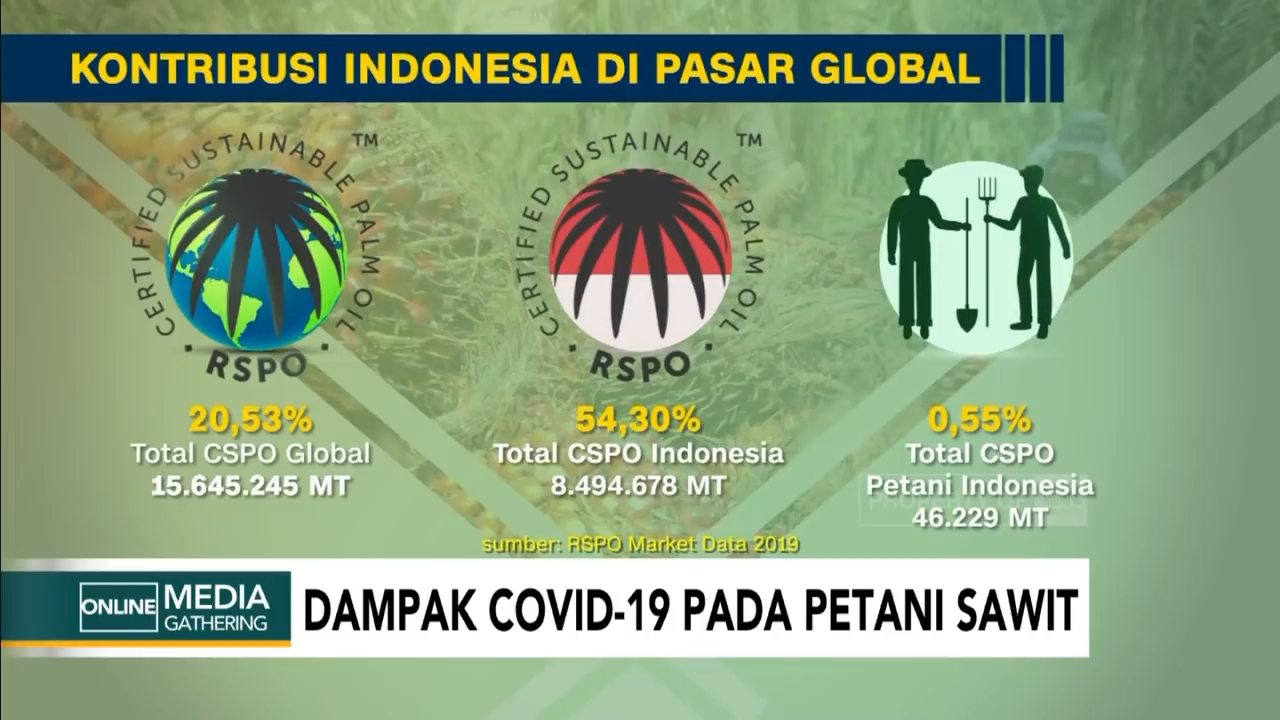 KONTRIBUSI INDONESIA DI PASAR GLOBAL
CERTIFIED SUSTAINABLE PALM OIL TM
RSPO
20,53%
Total CSPO Global
15.645.245 MT
CERTIFIED SUSTAINABLE PALM OIL TM
RSPO
54,30%
Total CSPO Indonesia
8.494.678 MT
0,55%
Total CSPO
Petani Indonesia
46.229 MT
sumber: RSPO Market Data 2019
ONLINE MEDIA
GATHERING
DAMPAK COVID-19 PADA PETANI SAWIT